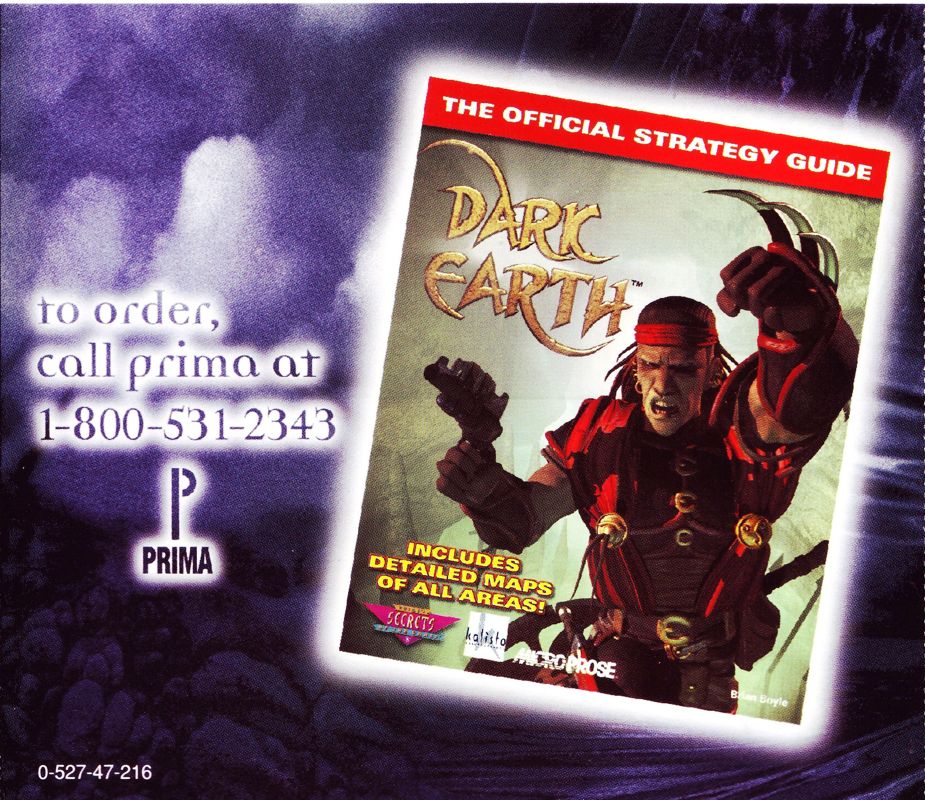 THE OFFICIAL STRATEGY GUIDE
DARK
EARTH™
to order,
call prima at
1-800-531-2343
P
PRIMA
INCLUDES
DETAILED MAPS
OF ALL AREAS!
SECRETS
kalisto
MICROPROSE
Boyle
0-527-47-216